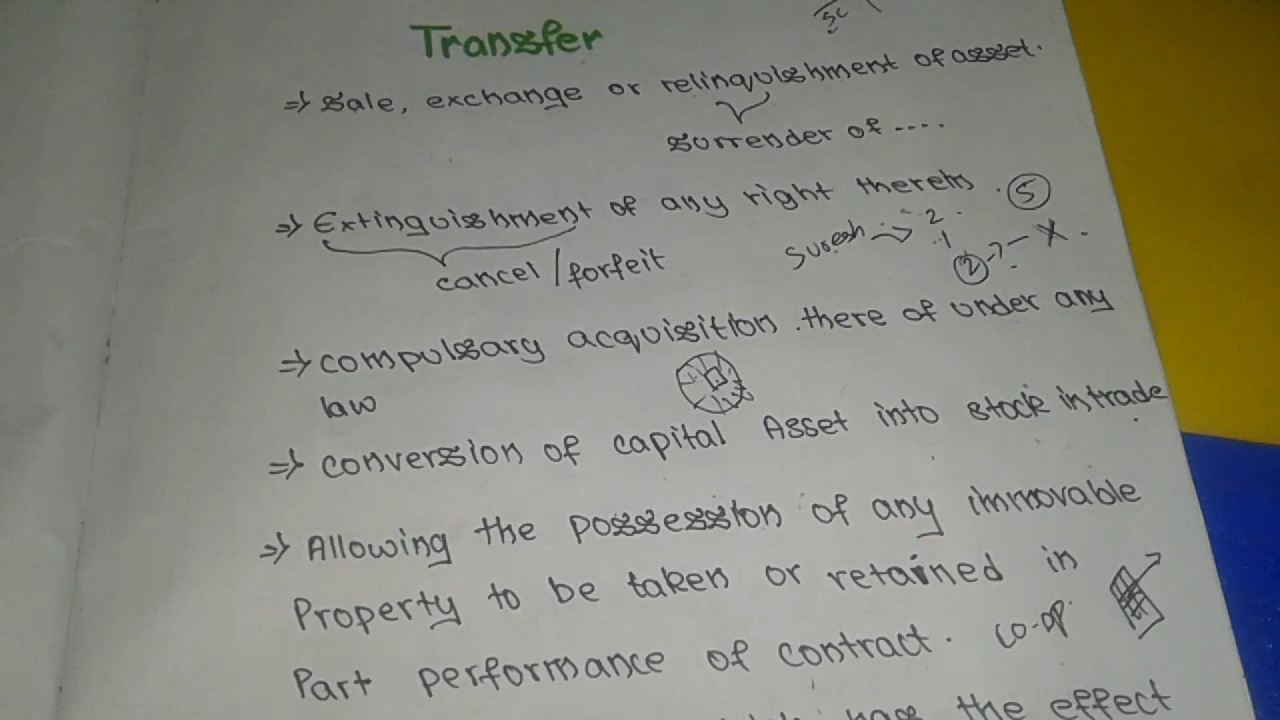 Transfer
⇒ Sale, exchange or relinquishment of asset.
surrender of ----
⇒ Extinguishment of any right therein. 5
cancel/forfeit
Suresh → 2
1
2 - X.
⇒ compulsary acquisition there of under any
law
⇒ conversion of capital Asset into stock in trade
⇒ Allowing the possession of any immovable
Property to be taken or retained in
Part performance of contract. co-op
the effect